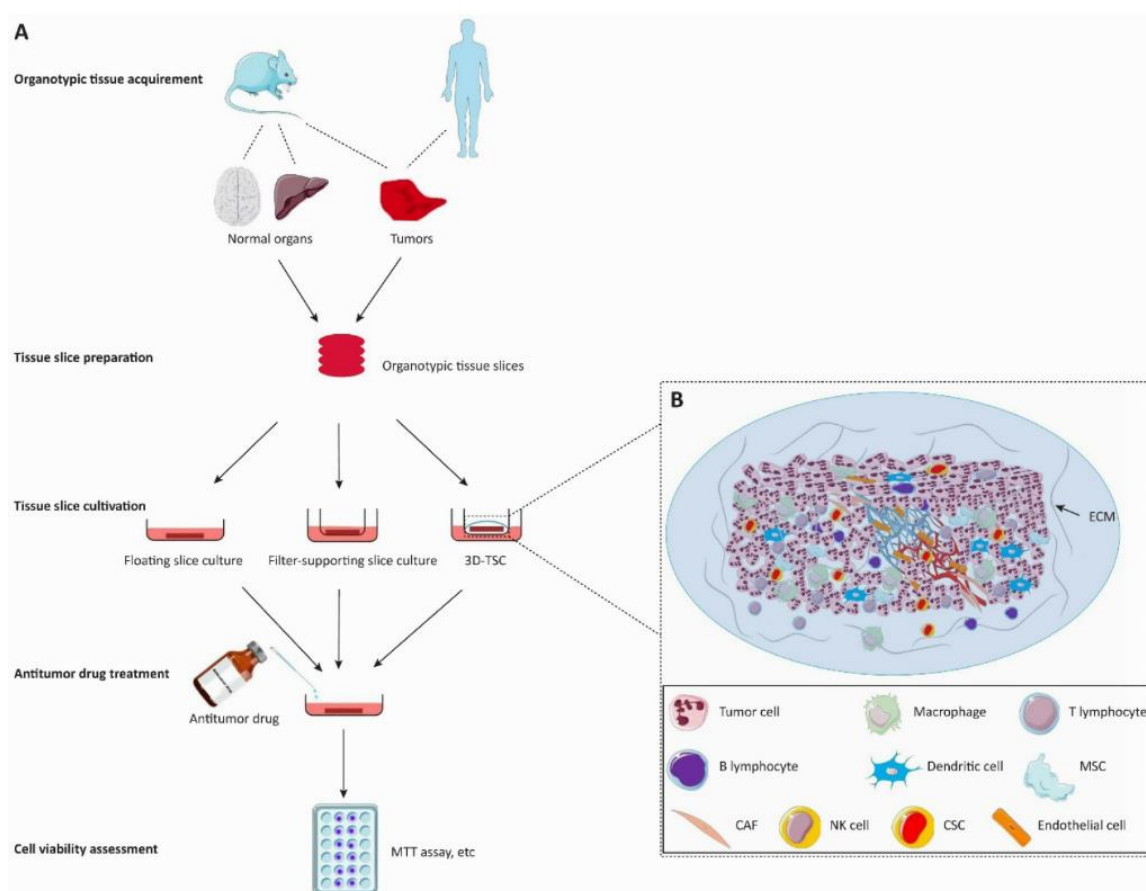 A
Organotypic tissue acquirement
Normal organs
Tumors
Tissue slice preparation
Organotypic tissue slices
B
Tissue slice cultivation
ECM
Floating slice culture
Filter-supporting slice culture
3D-TSC
Antitumor drug treatment
Antitumor drug
Tumor cell
Macrophage
T lymphocyte
B lymphocyte
Dendritic cell
MSC
CAF
NK cell
CSC
Endothelial cell
Cell viability assessment
MTT assay, etc